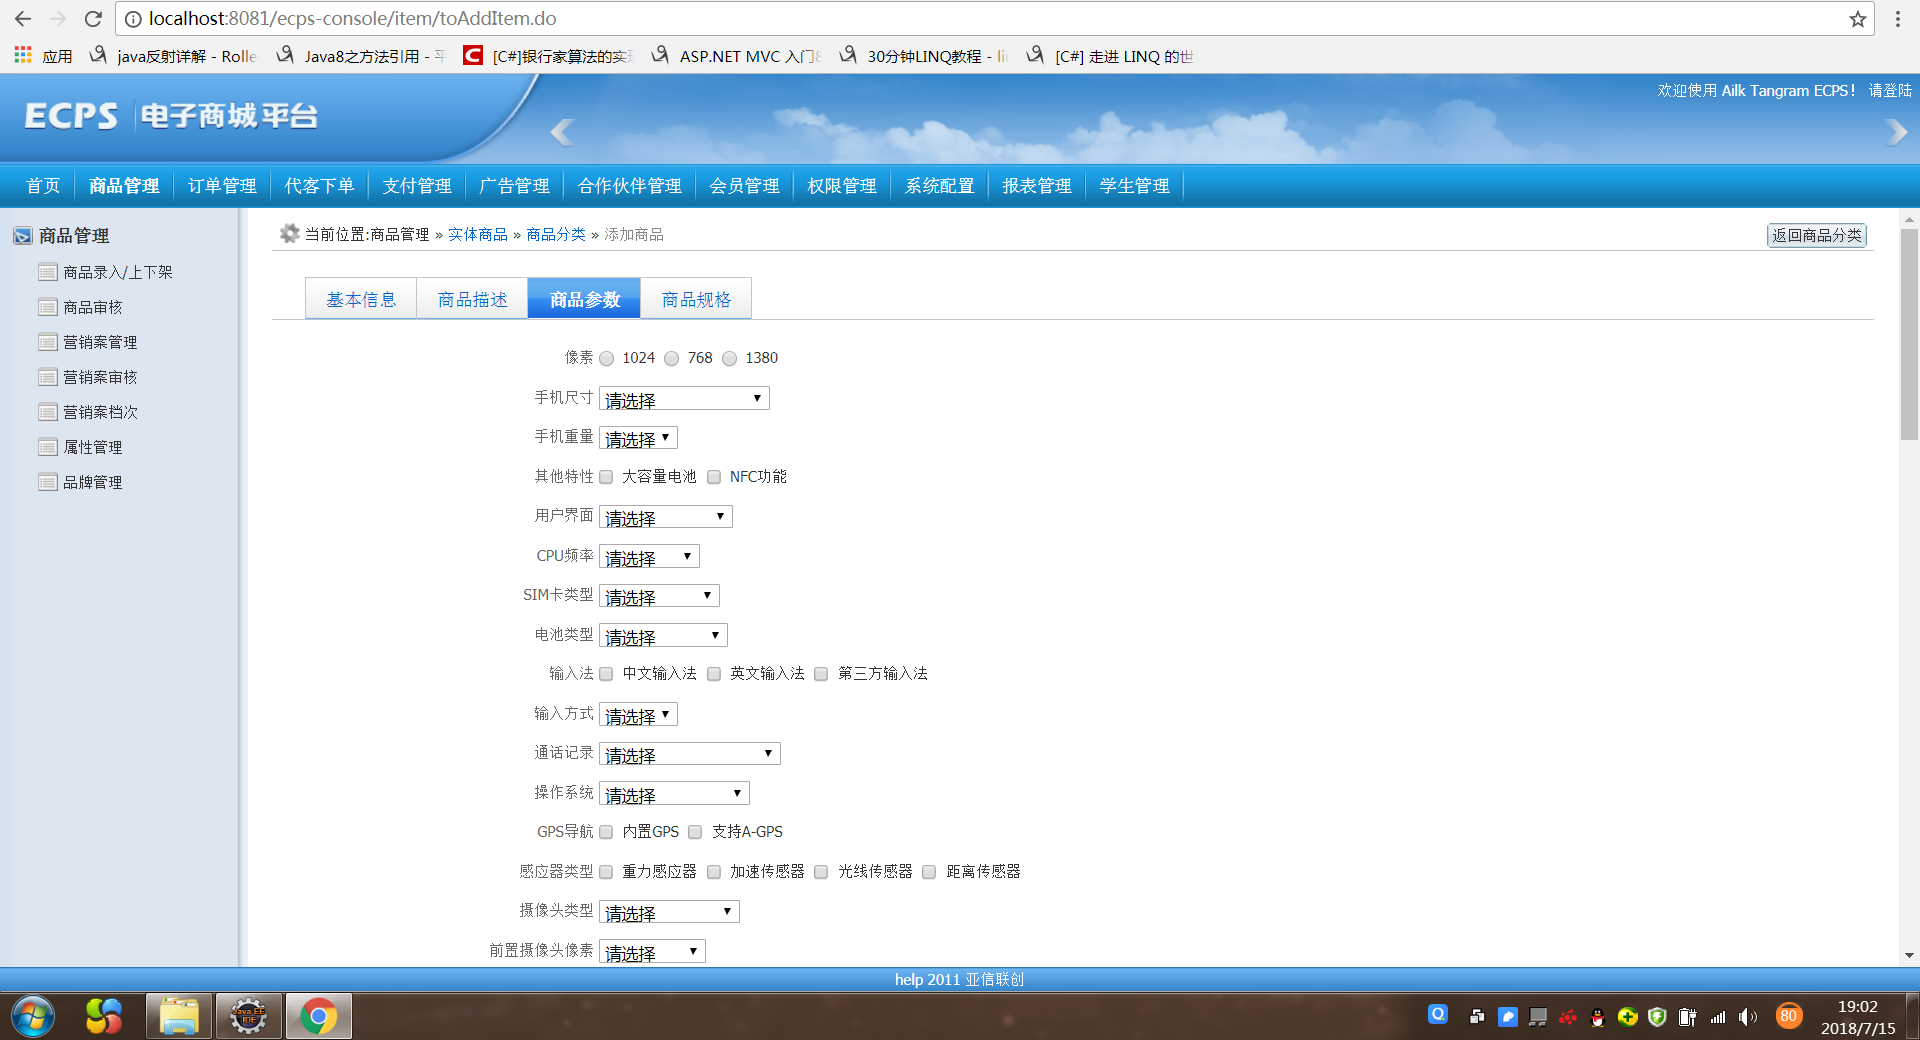 localhost:8081/ecps-console/item/toAddItem.do
应用 java反射详解 - Rolle Java8之方法引用 - [C#]银行家算法的实 ASP.NET MVC 入门 30分钟LINQ教程 - li [C#] 走进 LINQ 的世
欢迎使用 Ailk Tangram ECPS！ 请登陆
ECPS 电子商城平台
首页 商品管理 订单管理 代客下单 支付管理 广告管理 合作伙伴管理 会员管理 权限管理 系统配置 报表管理 学生管理
商品管理
商品录入/上下架
商品审核
营销案管理
营销案审核
营销案档次
属性管理
品牌管理
当前位置:商品管理 » 实体商品 » 商品分类 » 添加商品
返回商品分类
基本信息 商品描述 商品参数 商品规格
像素 1024 768 1380
手机尺寸 请选择
手机重量 请选择
其他特性 大容量电池 NFC功能
用户界面 请选择
CPU频率 请选择
SIM卡类型 请选择
电池类型 请选择
输入法 中文输入法 英文输入法 第三方输入法
输入方式 请选择
通话记录 请选择
操作系统 请选择
GPS导航 内置GPS 支持A-GPS
感应器类型 重力感应器 加速传感器 光线传感器 距离传感器
摄像头类型 请选择
前置摄像头像素 请选择
help 2011 亚信联创
Java EE
IDE
80
19:02
2018/7/15